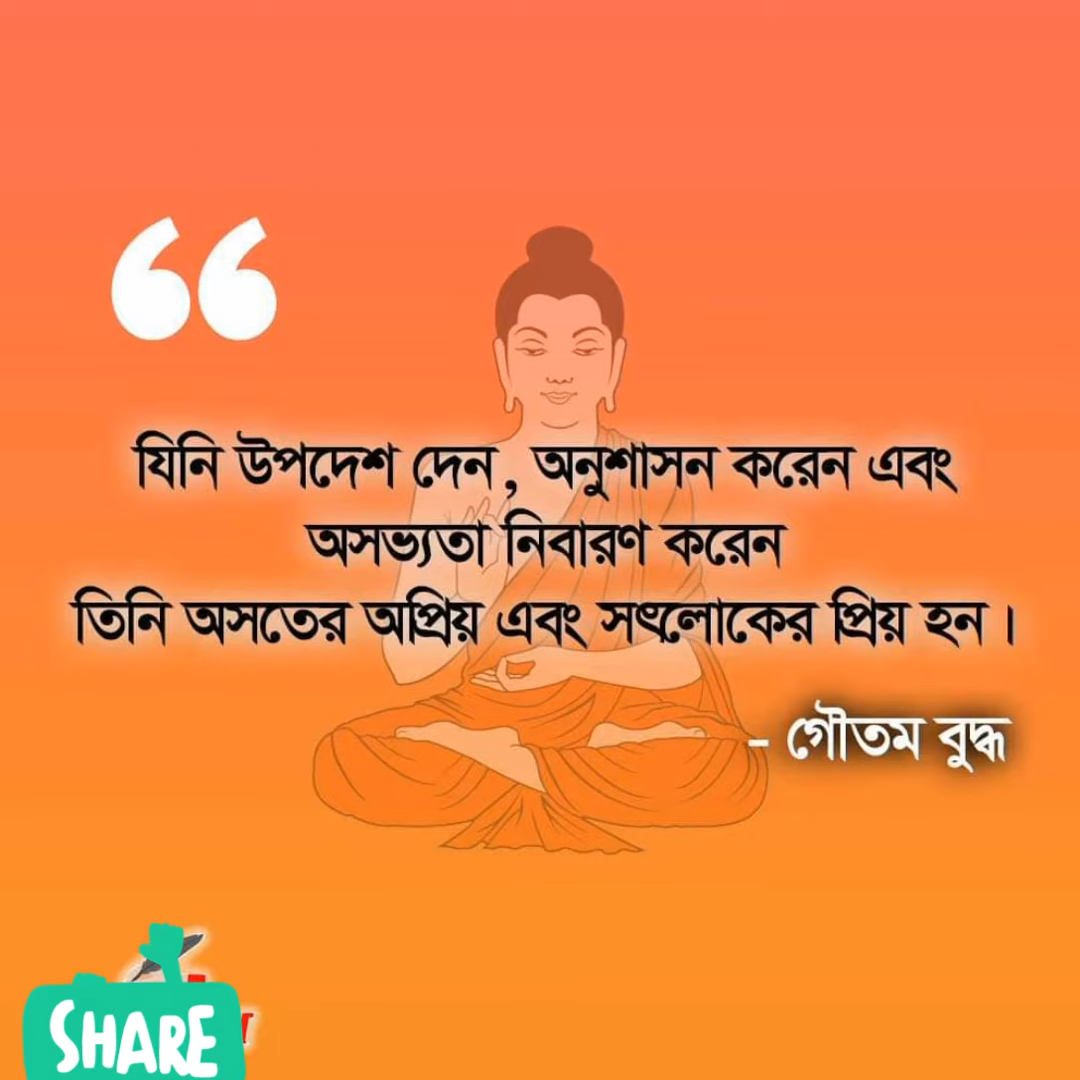 যিনি উপদেশ দেন, অনুশাসন করেন এবং
অসভ্যতা নিবারণ করেন
তিনি অসতের অপ্রিয় এবং সৎলোকের প্রিয় হন।
- গৌতম বুদ্ধ
SHARE